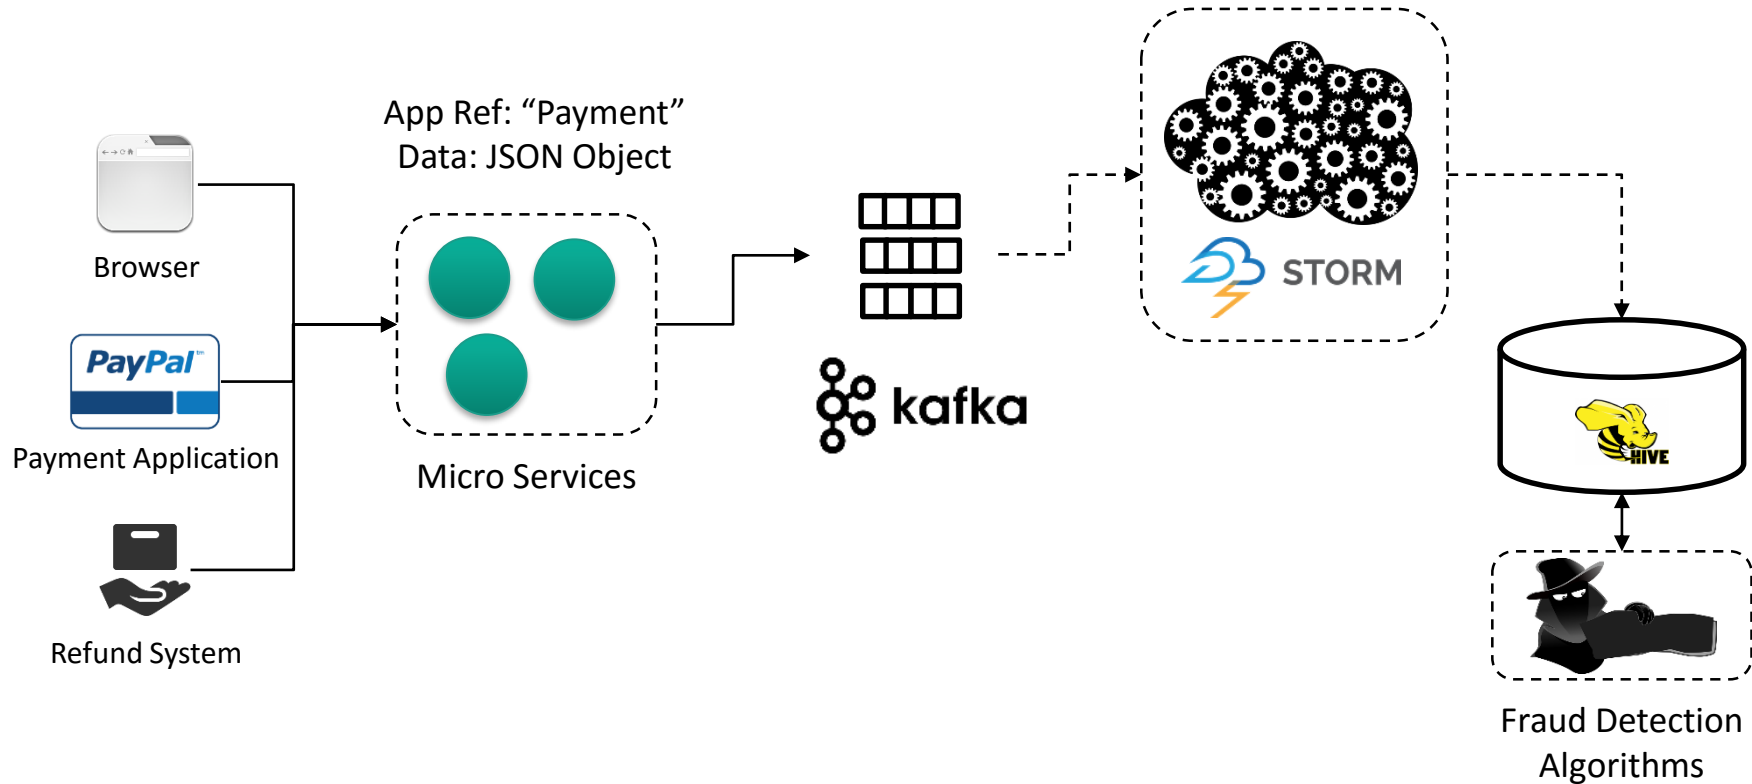 App Ref: “Payment”
Data: JSON Object
Browser
PayPal™
Payment Application
Refund System
Micro Services
kafka
STORM
HIVE
Fraud Detection
Algorithms